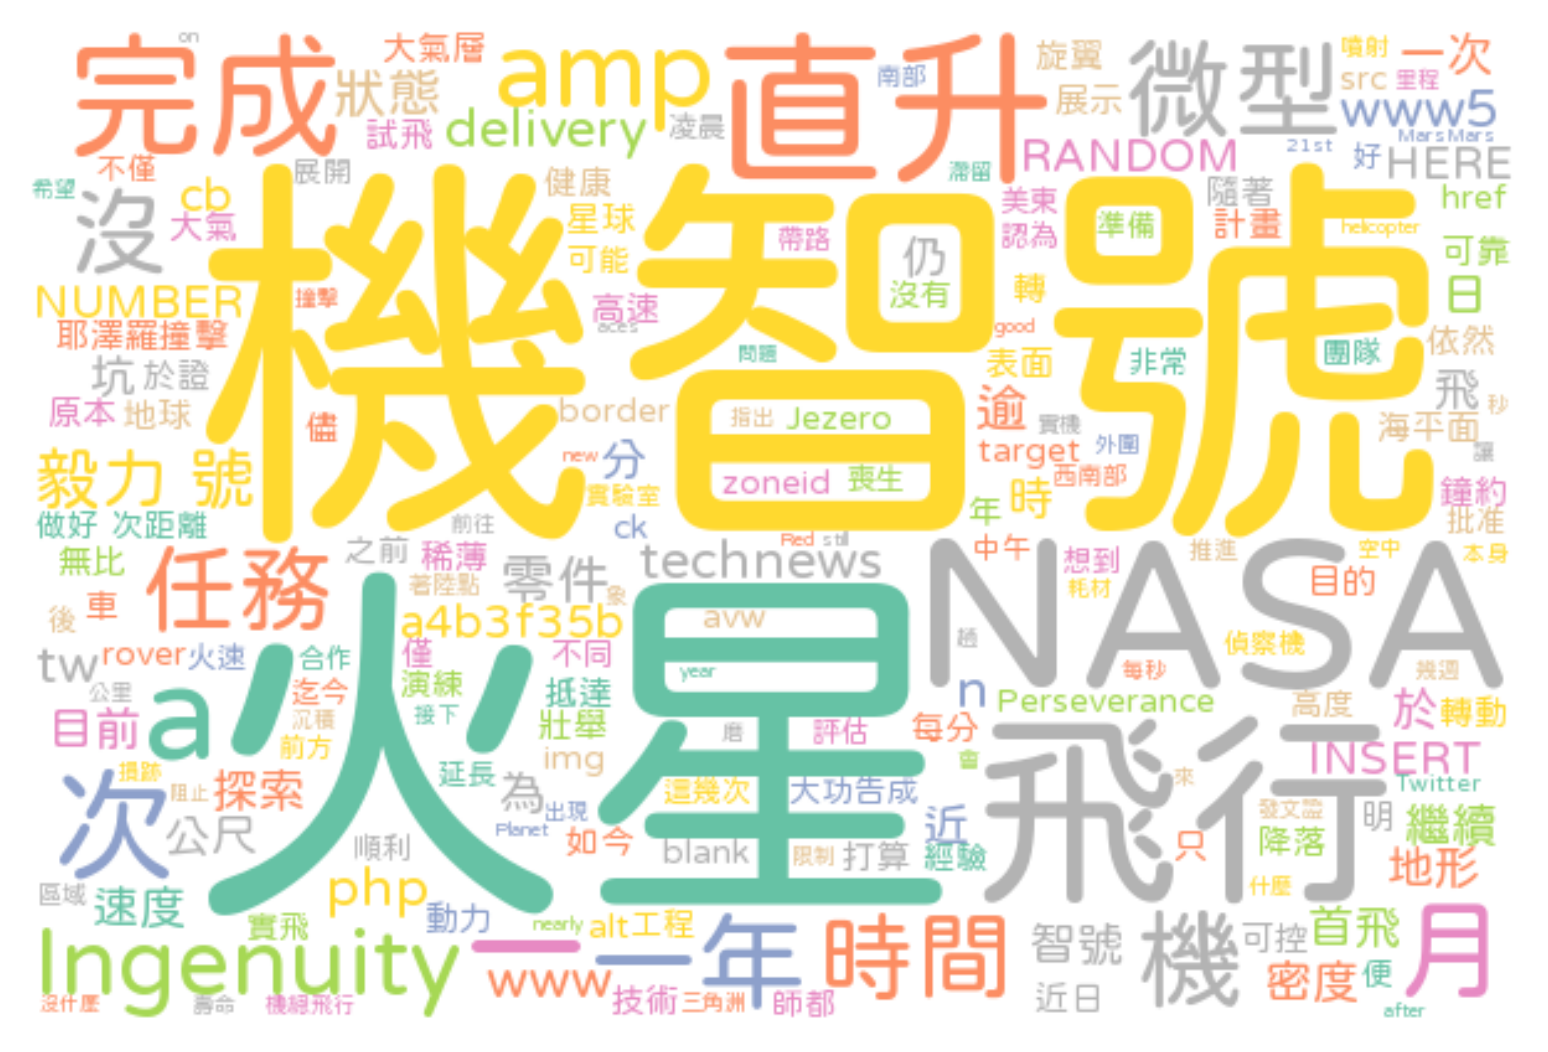 on
完成
大氣層
狀態
amp
試飛
delivery
凌晨
直升
南部
旋翼
展示
微型
噴射
一次
src
里程
www5
Mars Mars
RANDOM
21st
好
HERE
不僅
展開
滯留
希望
cb
沒
大氣
健康
星球
可能
帶路
仍
沒有
美東
認為
準備
隨著
計畫
href
helicopter
可靠
機智號
NUMBER
撞擊
高速
aces
轉
日
耶澤羅撞擊
good
問題
表面
非常
團隊
依然
坑
於證
飛
秒
原本
地球
儘
border
指出
Jezero
逾
實機
海平面
target
外圍
讓
毅力 號
new
分
實驗室
zoneid
喪生
西南部
時
年
鐘約
批准
做好
次距離
前往
ck
Red
still
中午
無比
任務
之前
稀薄
零件
technews
NASA
想到
推進
空中
本身
著陸點
象
耗材
目的
後
車
a4b3f35b
avw
趟
偵察機
tw
rover
火速
合作
僅
不同
year
每秒
幾週
公里
迄今
演練
抵達
n
Perseverance
高度
於
轉動
目前
a
火星
沉積
接下
壯舉
磨
評估
每分
前方
INSERT
損跡
延長
img
會
飛行
來
Twitter
次
阻止
探索
為
出現
這幾次
大功告成
發文證
明
繼續
公尺
Planet
近
順利
如今
blank
限制
打算
經驗
只
降落
地形
區域
速度
php
什麼
動力
實飛
nearly
alt
工程
一年
時間
智號
機
可控
首飛
月
Ingenuity
一
www
密度
便
沒什麼
壽命
機繼飛行
技術
三角洲
師都
近日
after